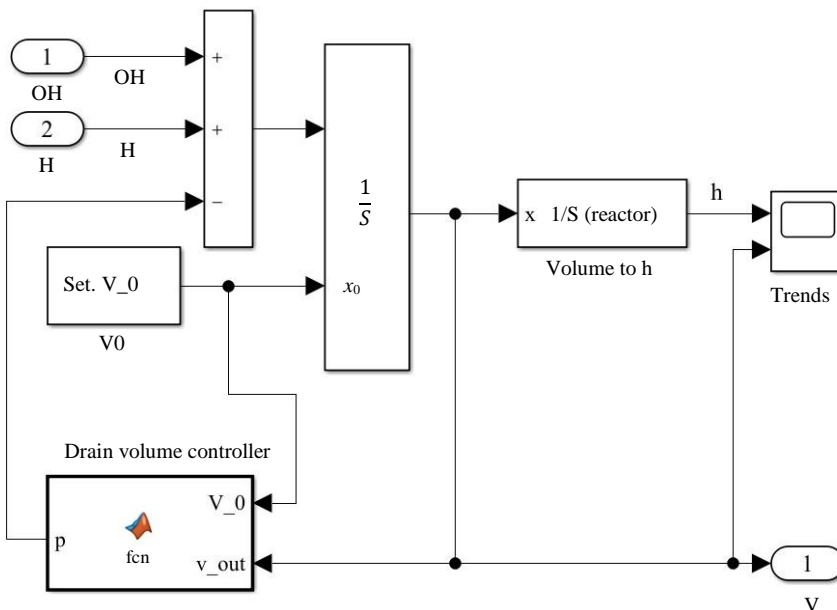 1
OH
OH
+
2
H
H
+
−
1
S
x₀
Set. V_0
V0
x 1/S (reactor)
Volume to h
h
Trends
Drain volume controller
V_0
p
fcn
v_out
1
V